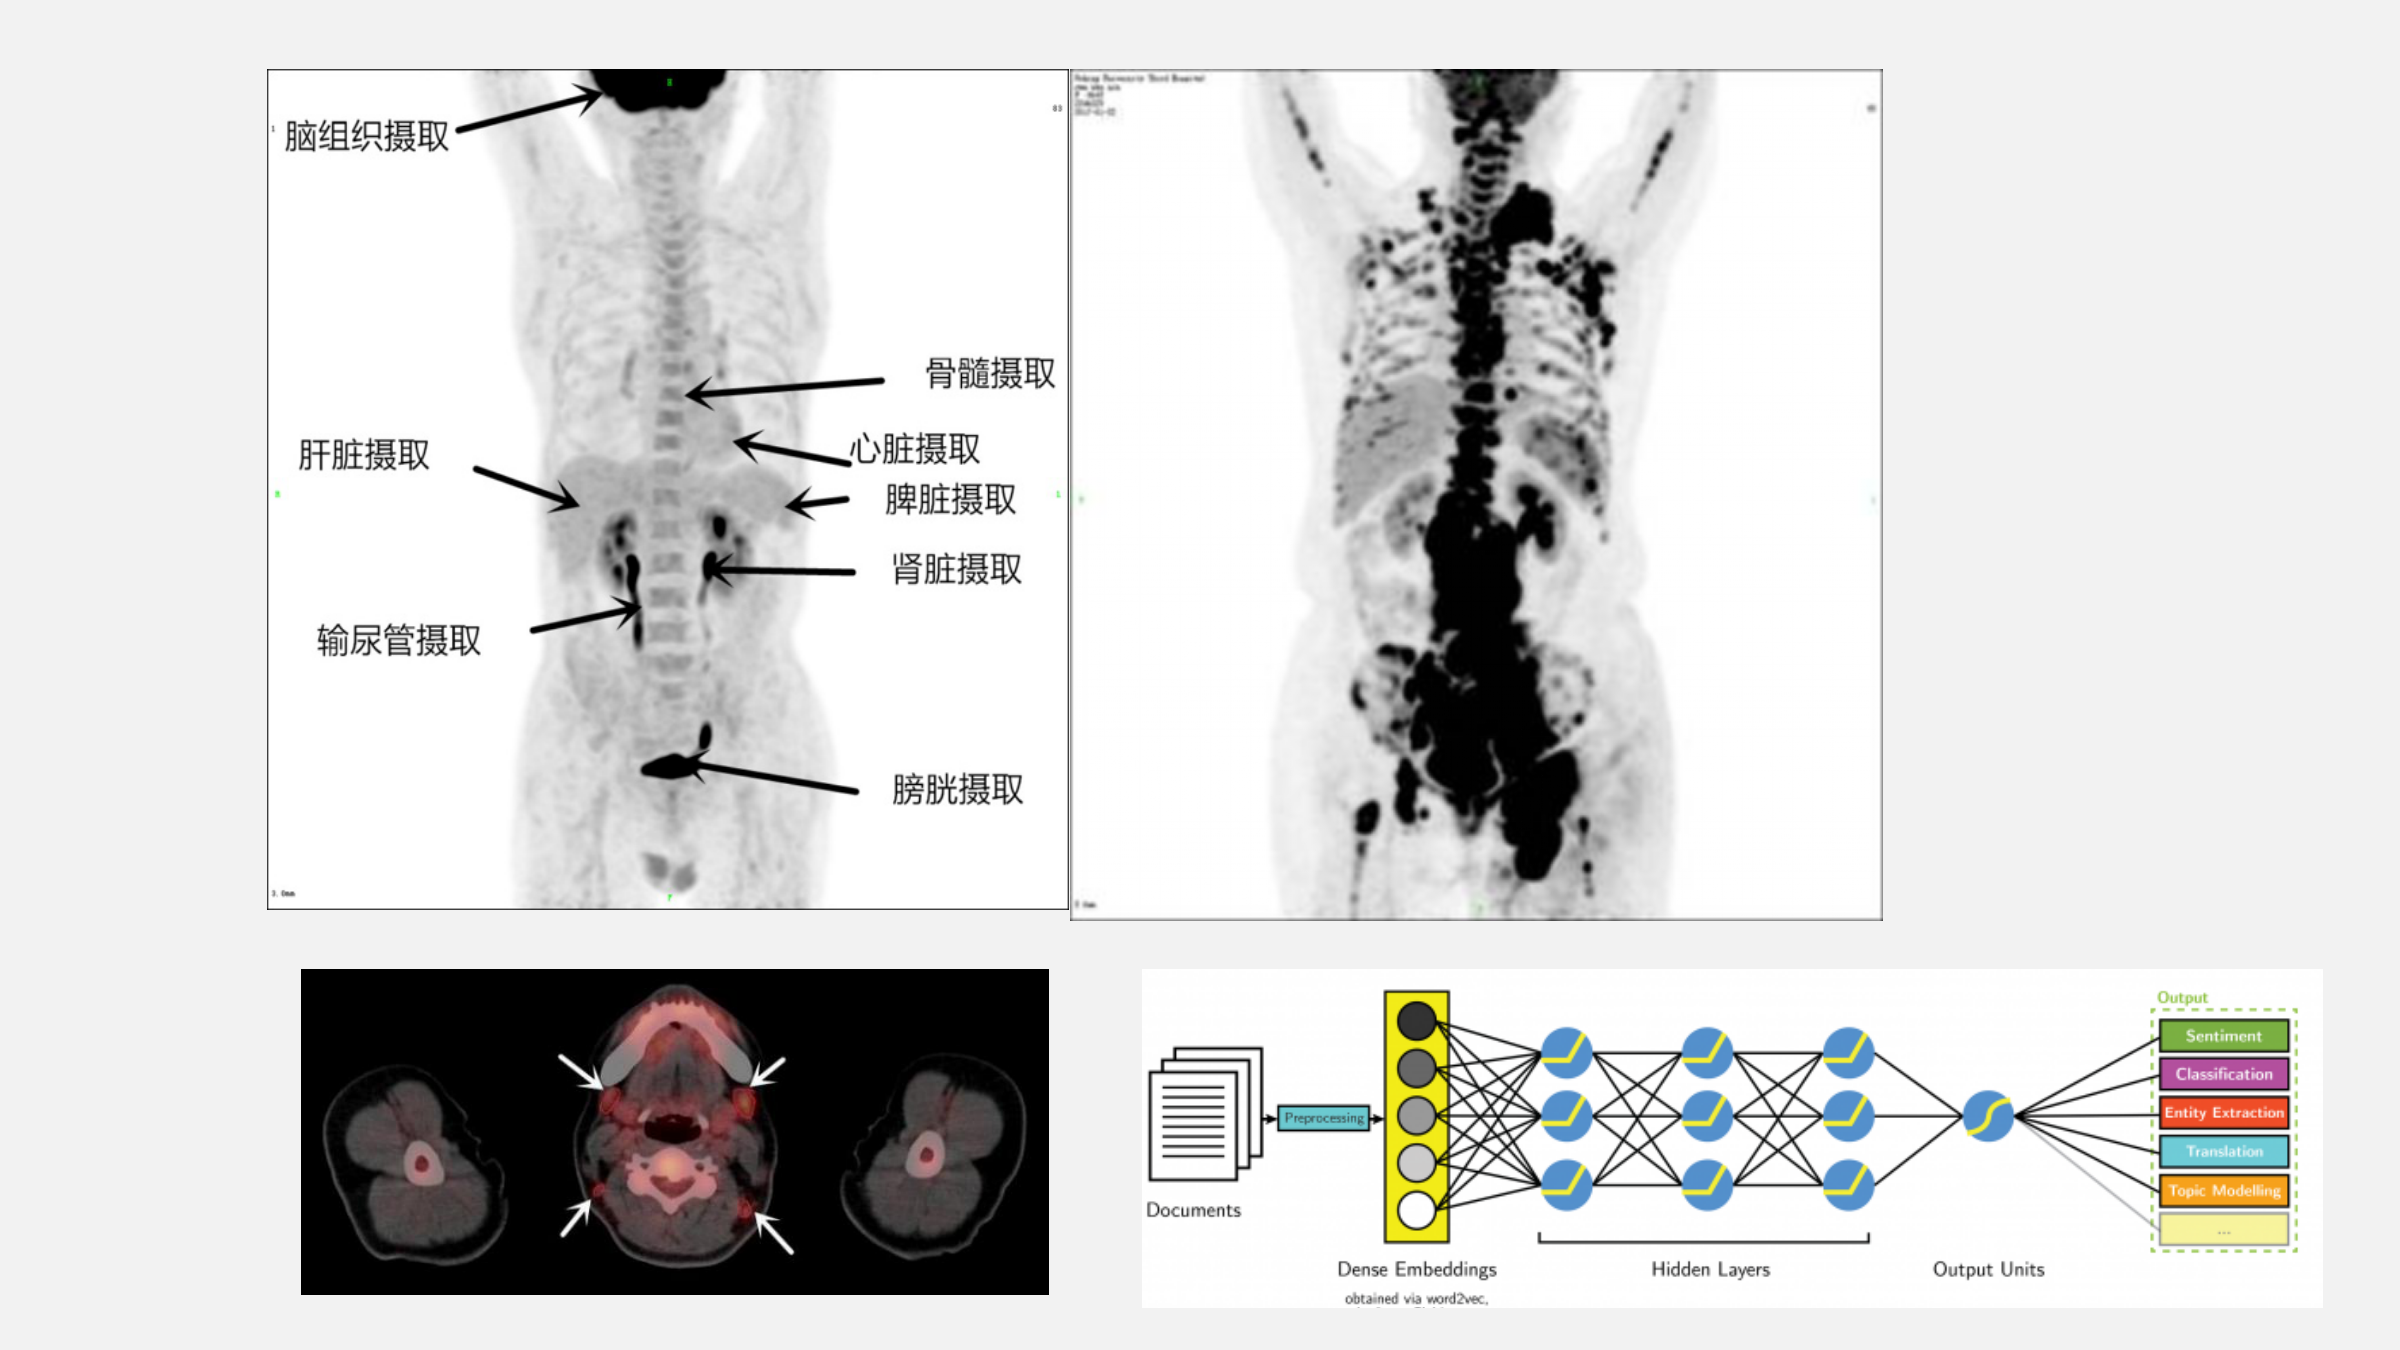 脑组织摄取
骨髓摄取
心脏摄取
肝脏摄取
脾脏摄取
肾脏摄取
输尿管摄取
膀胱摄取
3.0mm
Documents
Preprocessing
Dense Embeddings
obtained via word2vec,
Hidden Layers
Output Units
Output
Sentiment
Classification
Entity Extraction
Translation
Topic Modelling
...